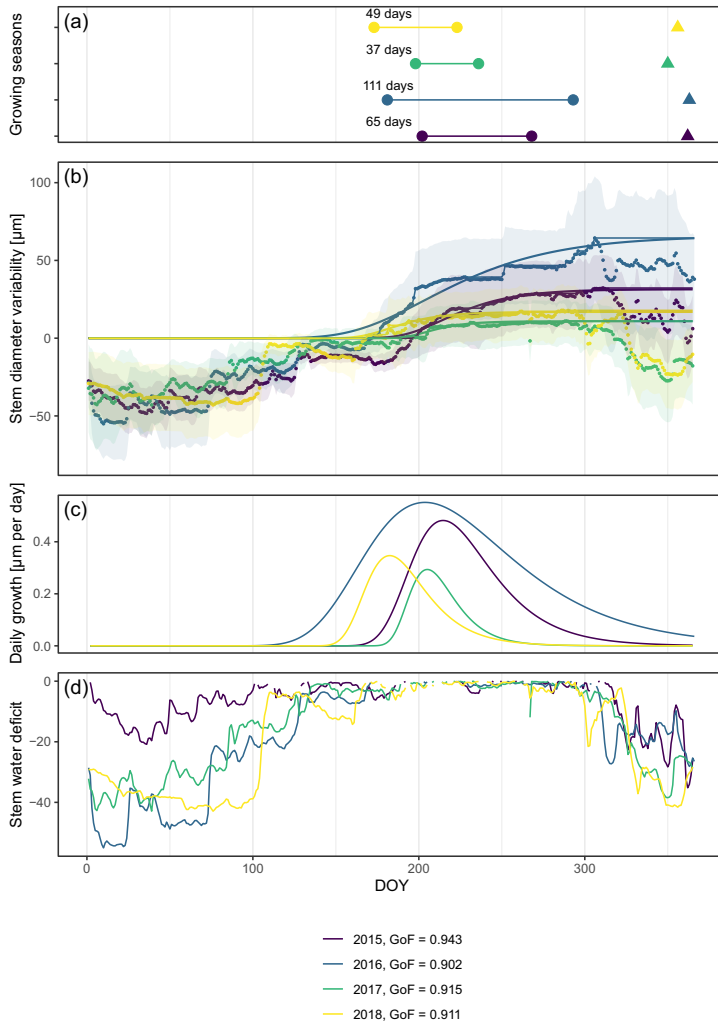 (a)
Growing seasons
49 days
37 days
111 days
65 days
(b)
Stem diameter variability [µm]
100
50
0
−50
(c)
Daily growth [µm per day]
0.4
0.2
0.0
(d)
Stem water deficit
0
−20
−40
0
100
200
300
DOY
2015, GoF = 0.943
2016, GoF = 0.902
2017, GoF = 0.915
2018, GoF = 0.911